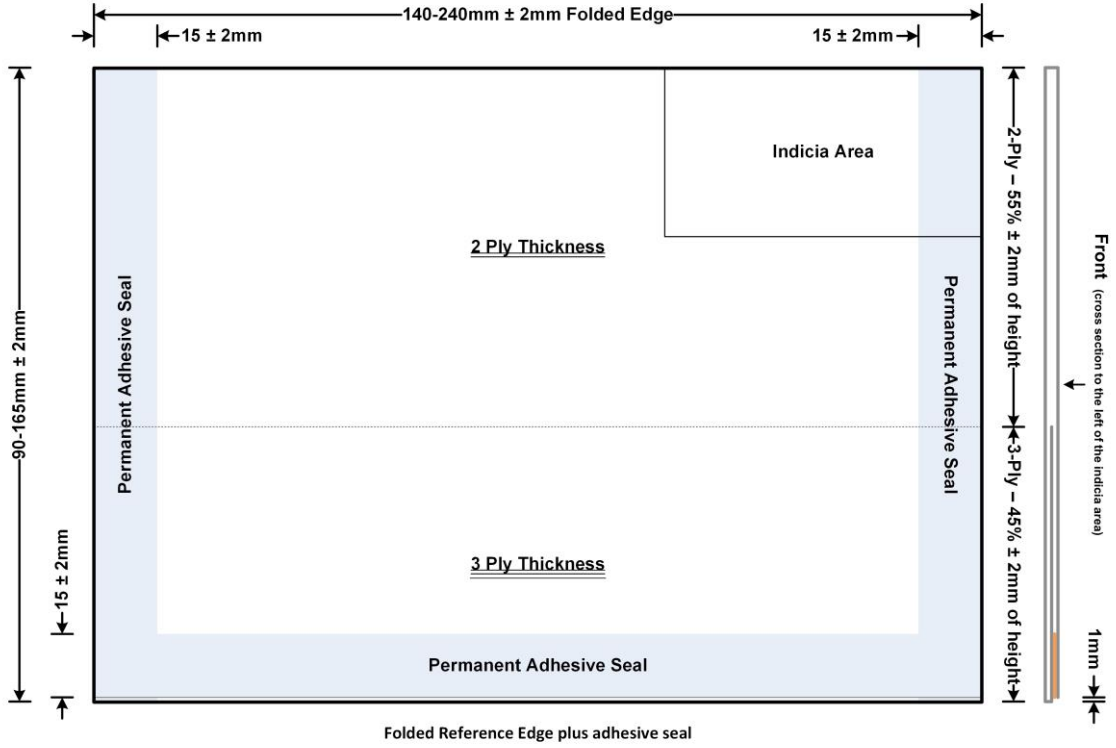 140-240mm ± 2mm Folded Edge
15 ± 2mm
15 ± 2mm
Indicia Area
2 Ply Thickness
Permanent Adhesive Seal
Permanent Adhesive Seal
90-165mm ± 2mm
2-Ply – 55% ± 2mm of height
Front (cross section to the left of the indicia area)
3 Ply Thickness
3-Ply – 45% ± 2mm of height
15 ± 2mm
1mm
Permanent Adhesive Seal
Folded Reference Edge plus adhesive seal